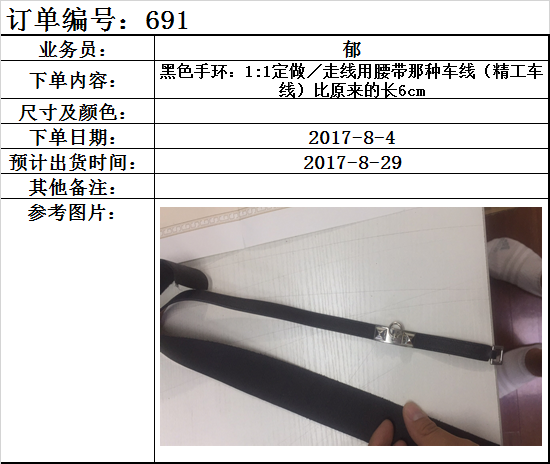 订单编号：691
业务员：
郁
下单内容：
黑色手环：1:1定做／走线用腰带那种车线（精工车
线）比原来的长6cm
尺寸及颜色：
下单日期：
2017-8-4
预计出货时间：
2017-8-29
其他备注：
参考图片：